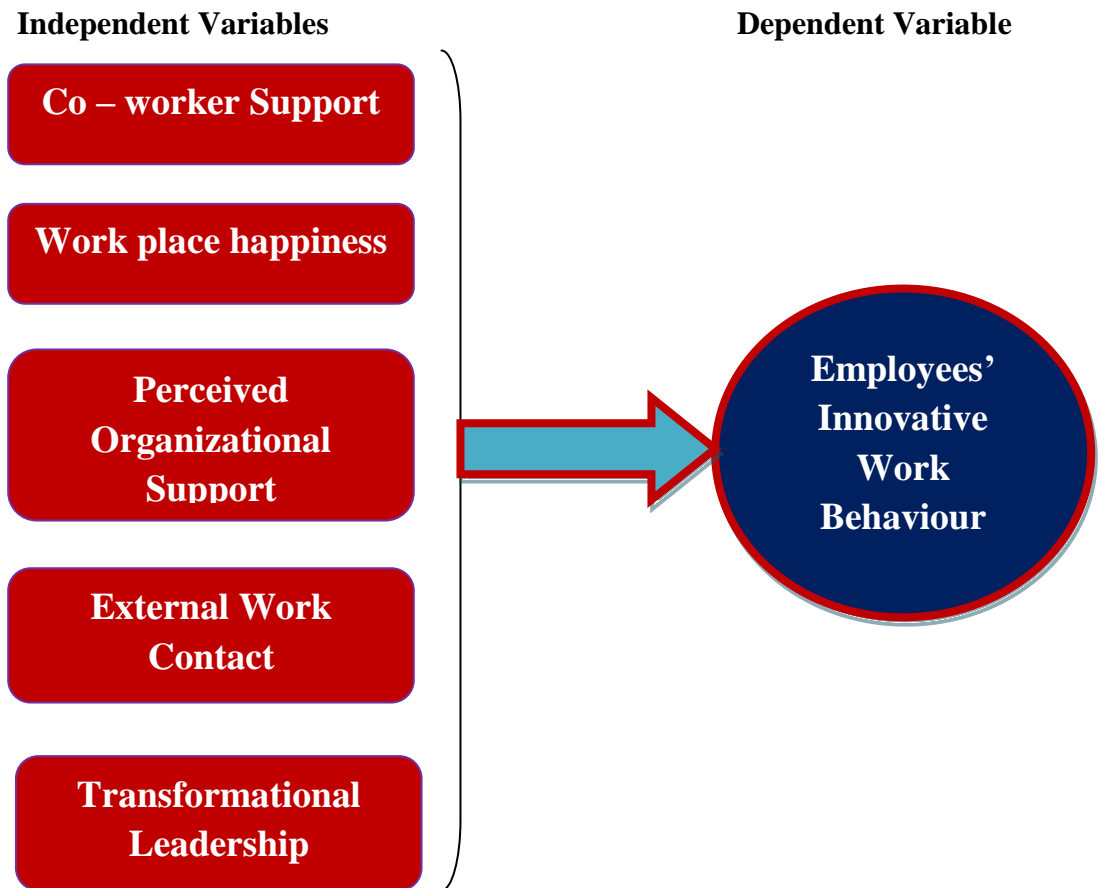 Independent Variables
Dependent Variable
Co – worker Support
Work place happiness
Perceived
Organizational
Support
External Work
Contact
Transformational
Leadership
Employees’
Innovative
Work
Behaviour